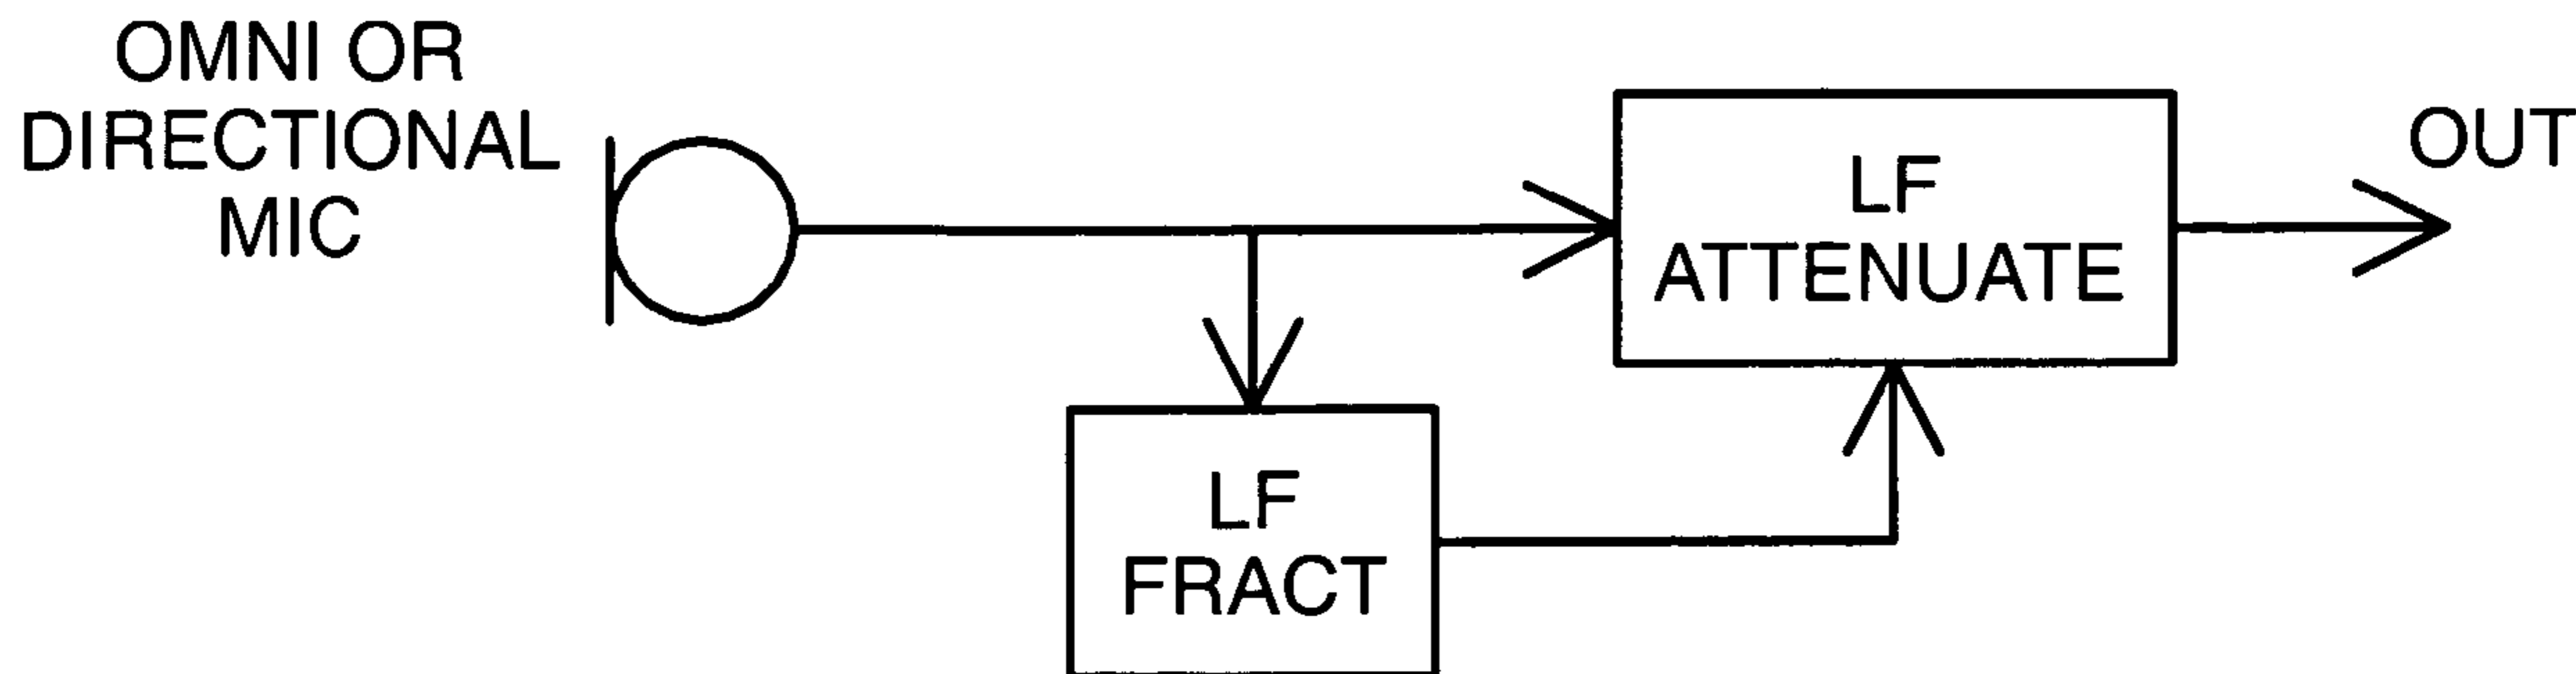 OMNI OR
DIRECTIONAL
MIC
LF
ATTENUATE
OUT
LF
FRACT